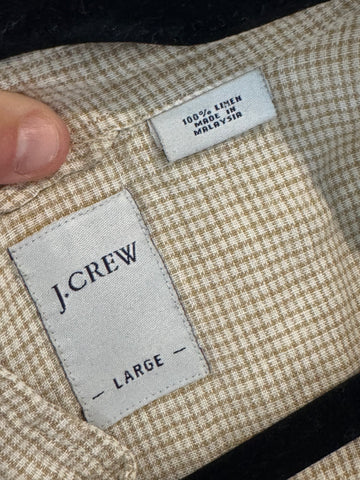 100% LINEN
MADE IN
MALAYSIA
J.CREW
- LARGE -